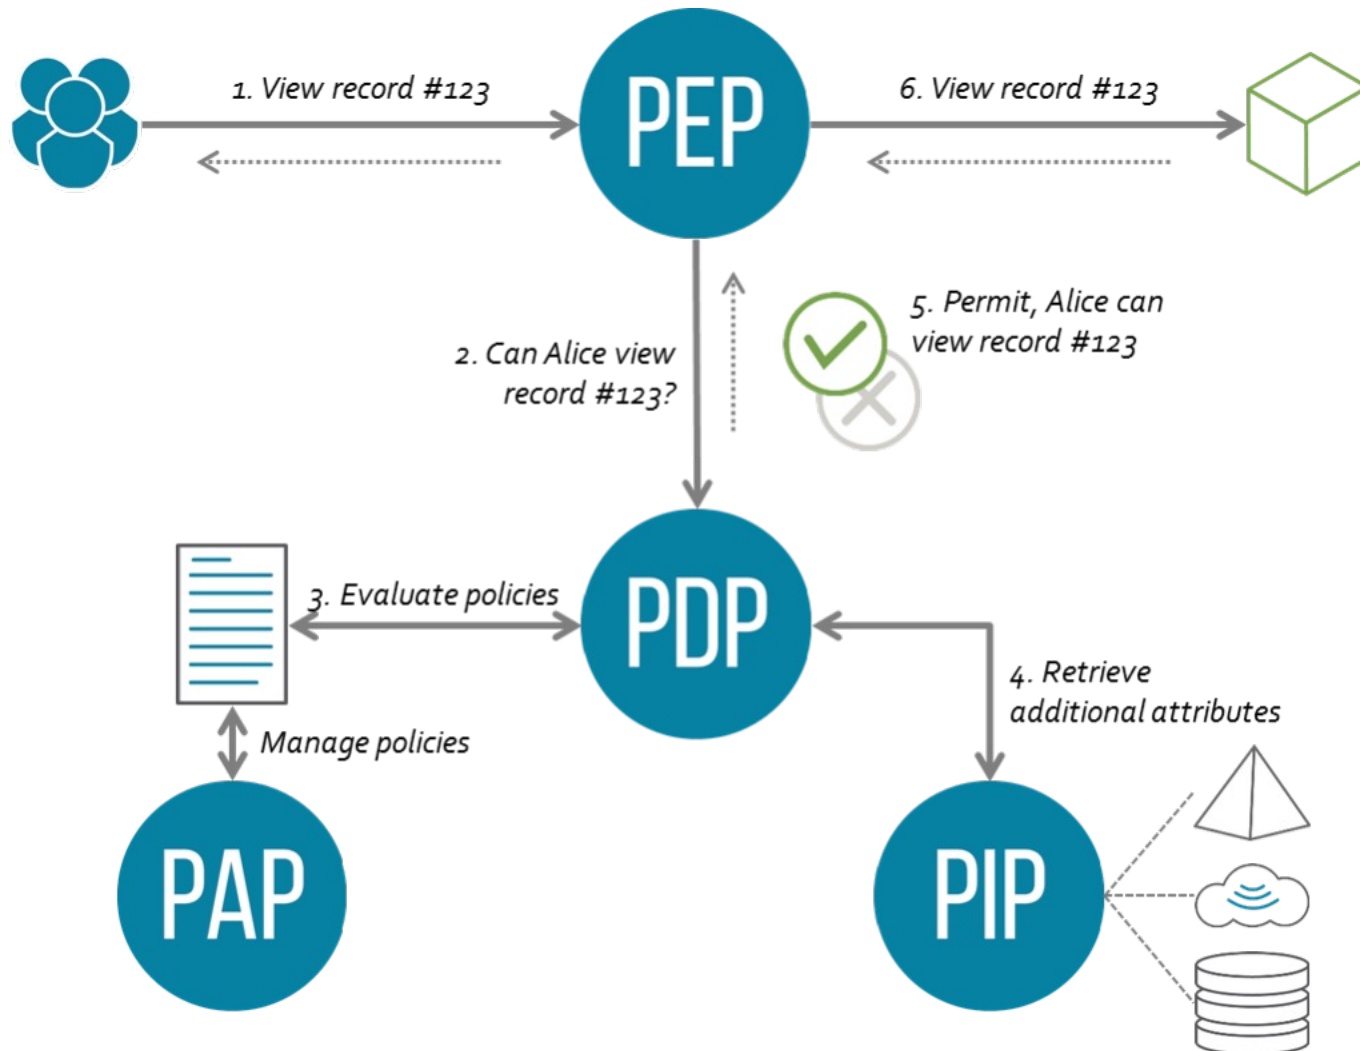 1. View record #123
PEP
6. View record #123
2. Can Alice view
record #123?
5. Permit, Alice can
view record #123
3. Evaluate policies
PDP
4. Retrieve
additional attributes
Manage policies
PAP
PIP